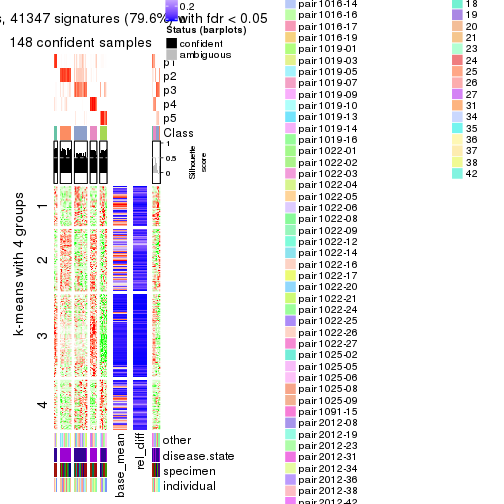 , 41347 signatures (79.6%) with fdr < 0.05
148 confident samples
0.2
Status (barplots)
confident
ambiguous
p1
p2
p3
p4
p5
Class
1
0.5
0
Silhouette
score
k-means with 4 groups
1
2
3
4
base_mean
rel_diff
other
disease.state
specimen
individual
pair1016-14
pair1016-16
pair1016-17
pair1019-01
pair1019-03
pair1019-05
pair1019-07
pair1019-09
pair1019-10
pair1019-13
pair1019-14
pair1019-16
pair1022-01
pair1022-02
pair1022-03
pair1022-04
pair1022-05
pair1022-06
pair1022-08
pair1022-09
pair1022-12
pair1022-14
pair1022-16
pair1022-17
pair1022-20
pair1022-21
pair1022-24
pair1022-25
pair1022-26
pair1022-27
pair1025-02
pair1025-05
pair1025-06
pair1025-08
pair1025-09
pair1091-15
pair2012-08
pair2012-19
pair2012-23
pair2012-31
pair2012-34
pair2012-36
pair2012-38
pair2012-42
18
19
20
21
23
24
25
26
27
31
34
35
36
37
38
42